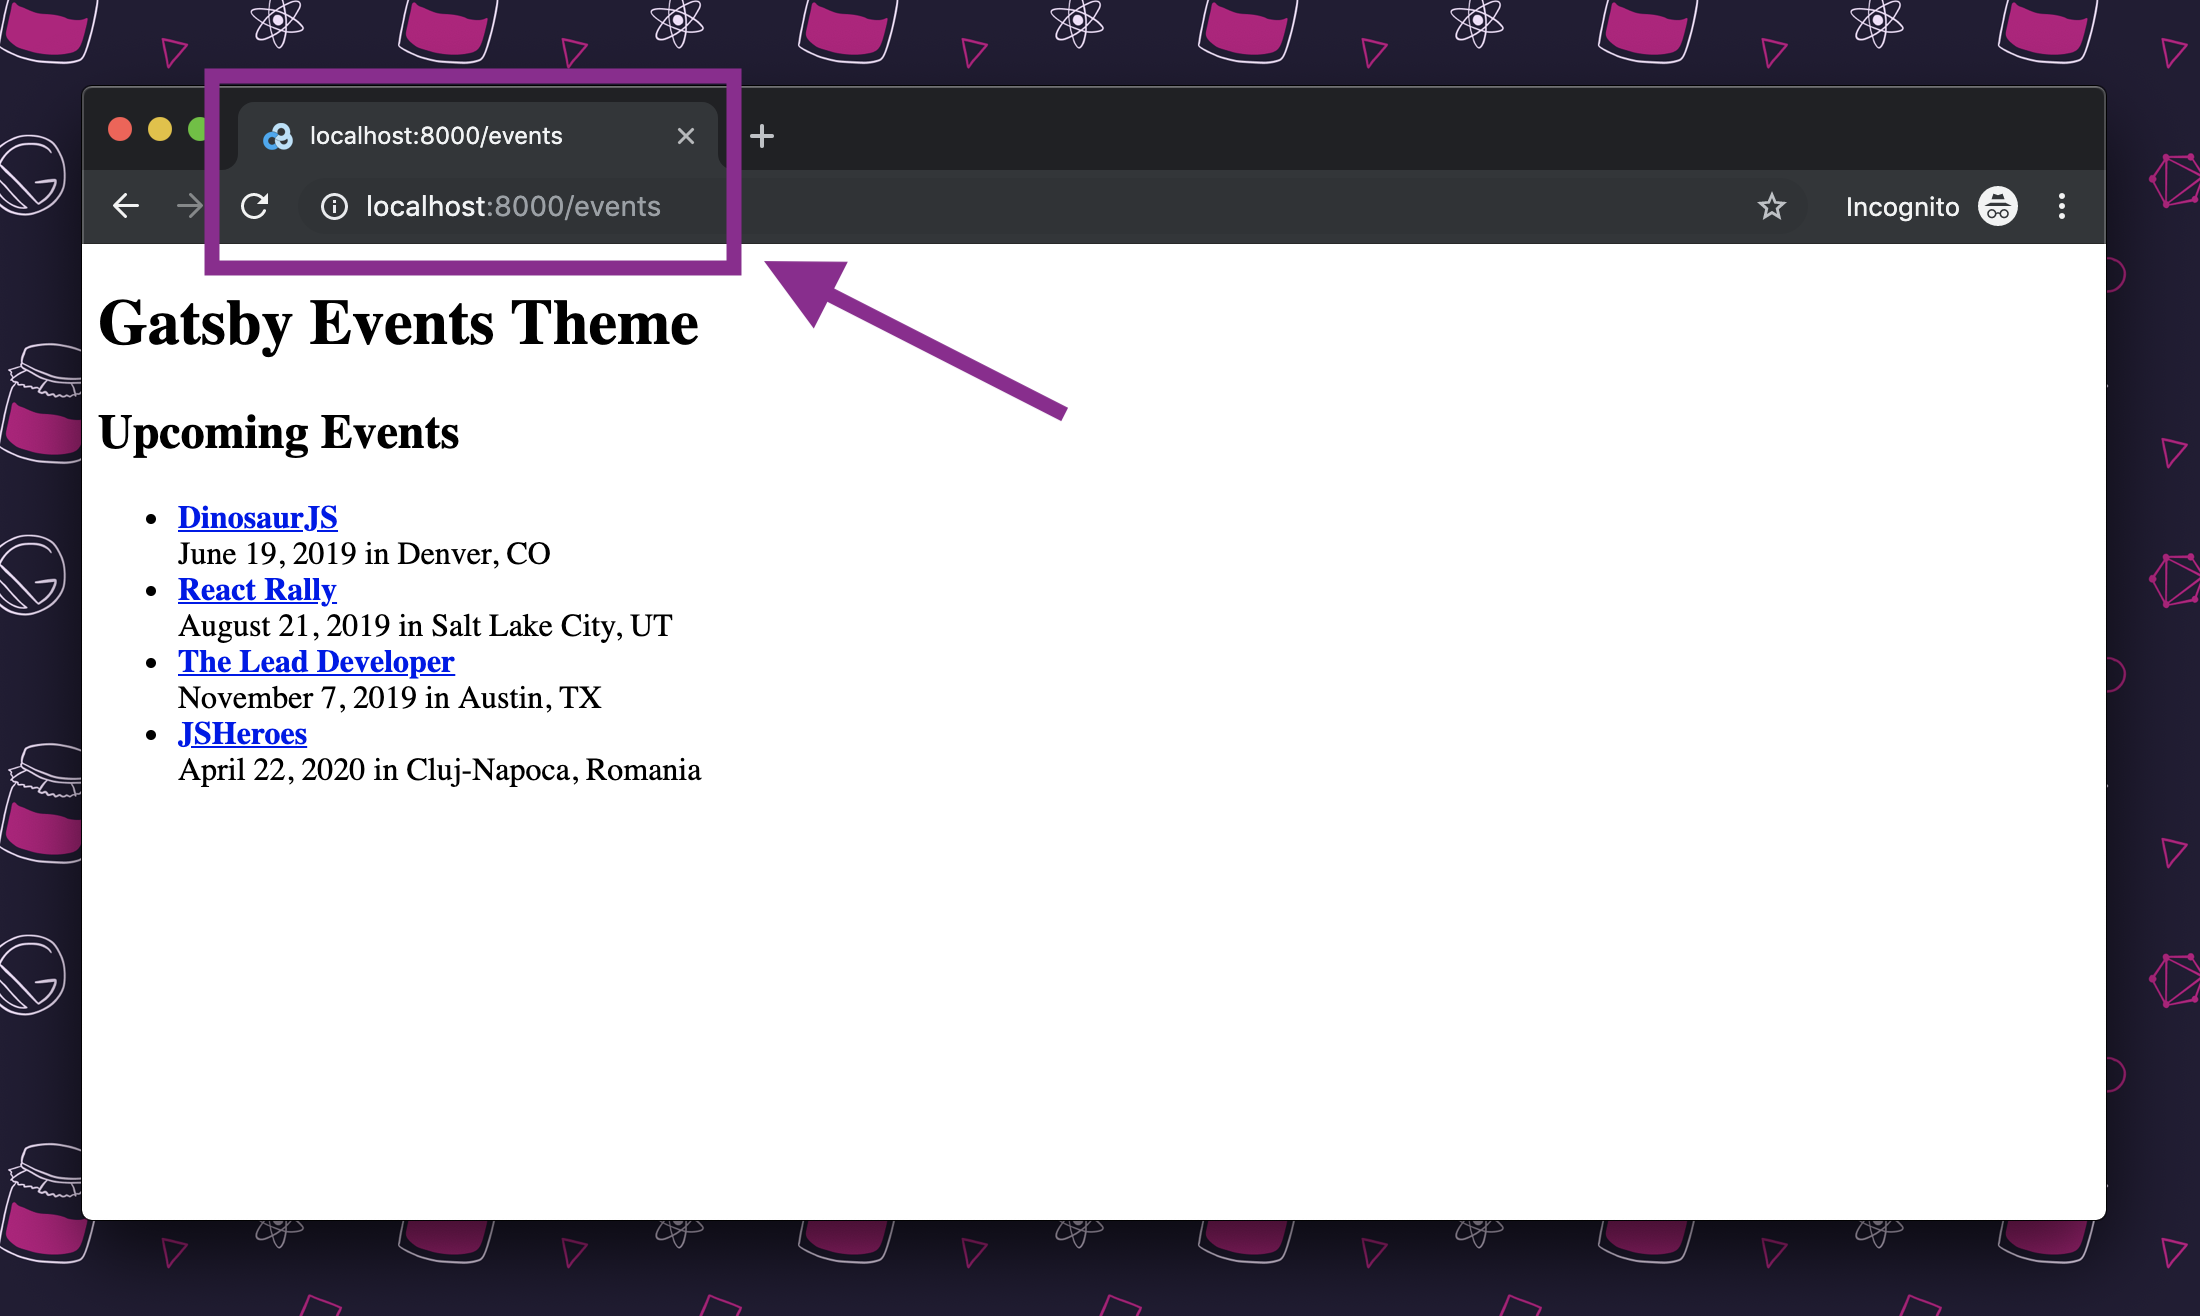 localhost:8000/events
localhost:8000/events
Incognito
Gatsby Events Theme
Upcoming Events
DinosaurJS
June 19, 2019 in Denver, CO
React Rally
August 21, 2019 in Salt Lake City, UT
The Lead Developer
November 7, 2019 in Austin, TX
JSHeroes
April 22, 2020 in Cluj-Napoca, Romania